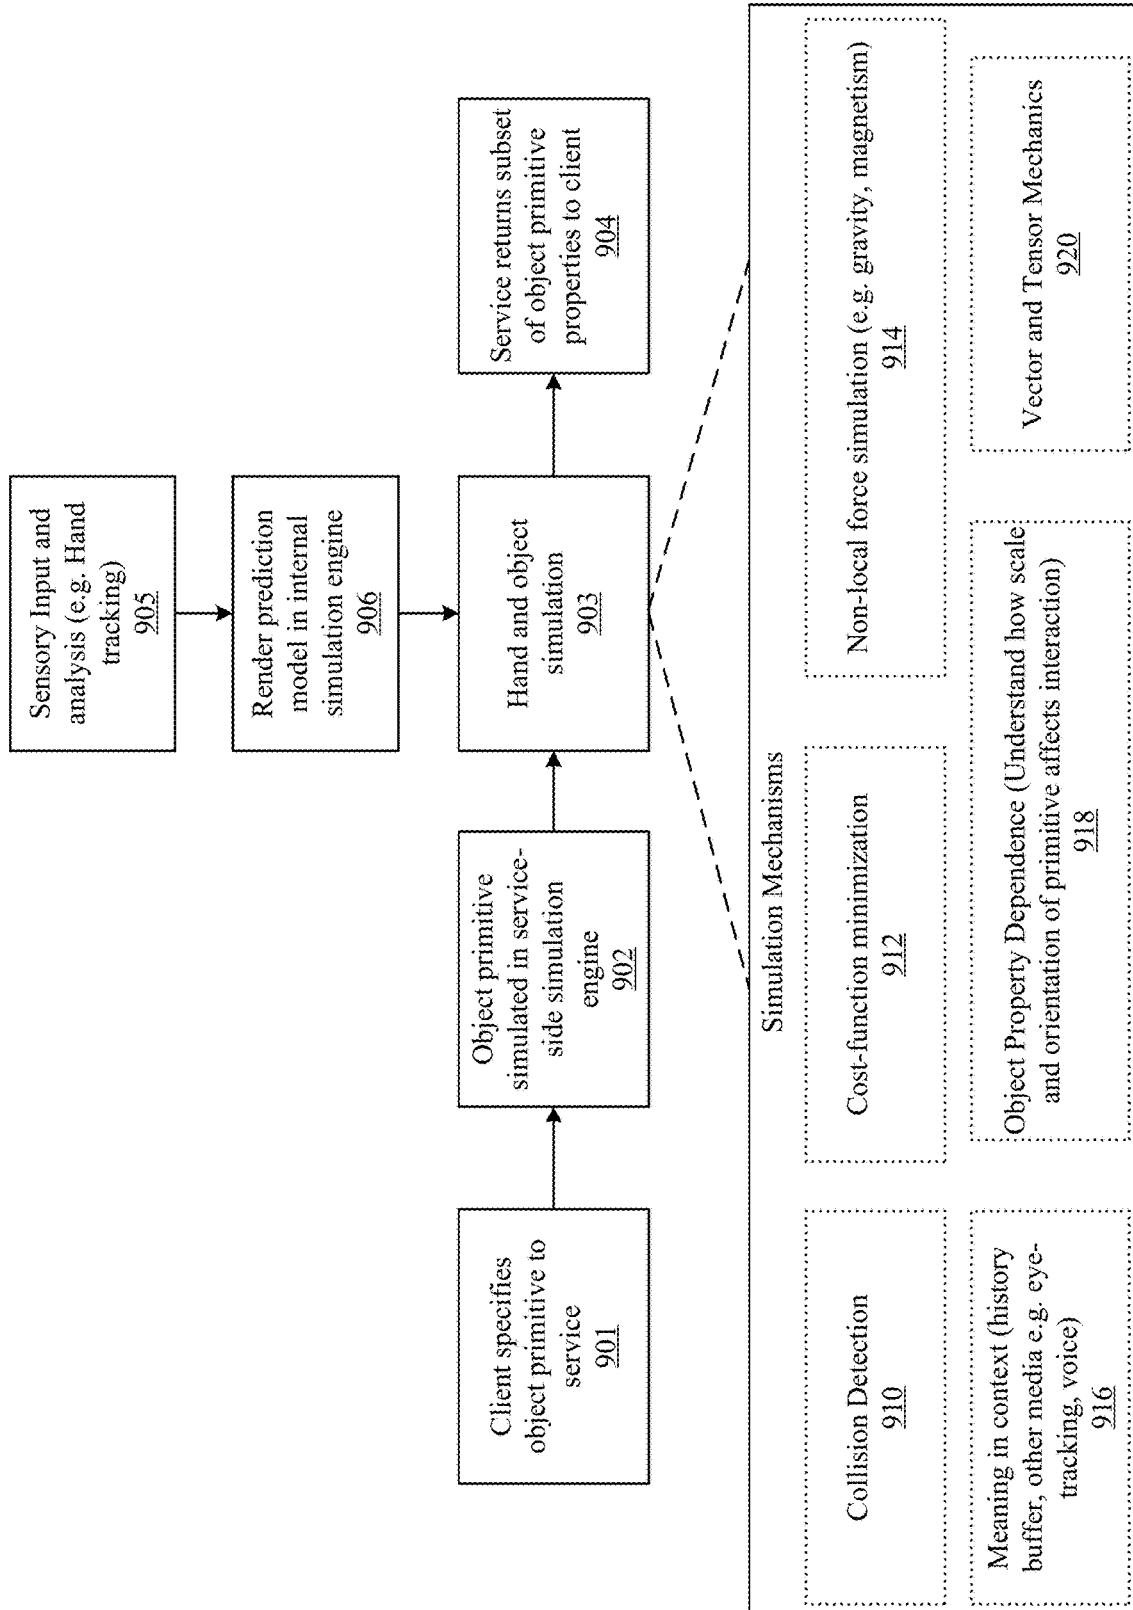 Sensory Input and
analysis (e.g. Hand
tracking)
905
Render prediction
model in internal
simulation engine
906
Client specifies
object primitive to
service
901
Object primitive
simulated in service-
side simulation
engine
902
Hand and object
simulation
903
Service returns subset
of object primitive
properties to client
904
Simulation Mechanisms
Collision Detection
910
Cost-function minimization
912
Non-local force simulation (e.g. gravity, magnetism)
914
Meaning in context (history
buffer, other media e.g. eye-
tracking, voice)
916
Object Property Dependence (Understand how scale
and orientation of primitive affects interaction)
918
Vector and Tensor Mechanics
920